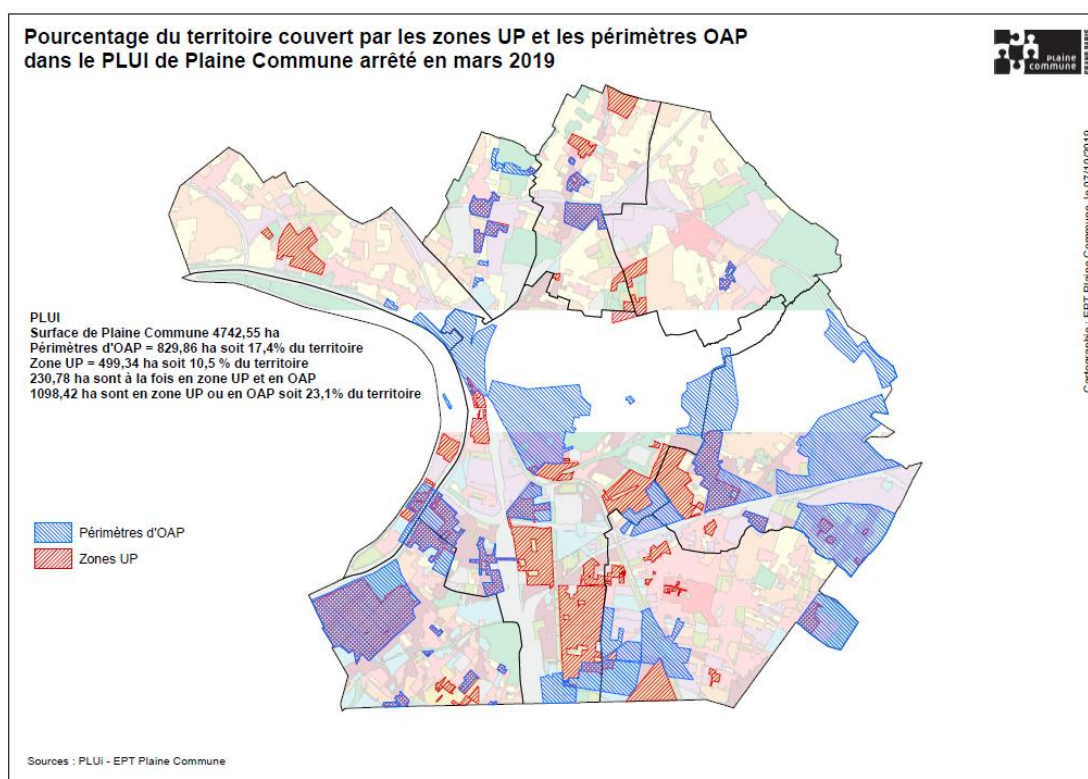 Pourcentage du territoire couvert par les zones UP et les périmètres OAP
dans le PLUI de Plaine Commune arrêté en mars 2019
PLAINE
commune
PLUI
Surface de Plaine Commune 4742,55 ha
Périmètres d'OAP = 829,86 ha soit 17,4% du territoire
Zone UP = 499,34 ha soit 10,5 % du territoire
230,78 ha sont à la fois en zone UP et en OAP
1098,42 ha sont en zone UP ou en OAP soit 23,1% du territoire
Périmètres d'OAP
Zones UP
Sources : PLUi - EPT Plaine Commune